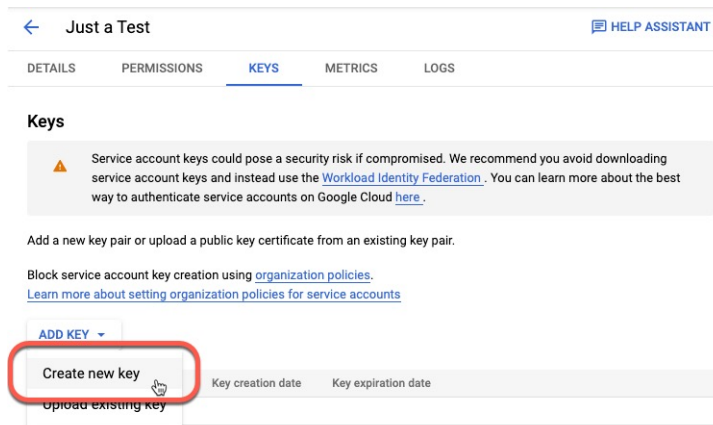 Just a Test
HELP ASSISTANT
DETAILS PERMISSIONS KEYS METRICS LOGS
Keys
Service account keys could pose a security risk if compromised. We recommend you avoid downloading
service account keys and instead use the Workload Identity Federation . You can learn more about the best
way to authenticate service accounts on Google Cloud here .
Add a new key pair or upload a public key certificate from an existing key pair.
Block service account key creation using organization policies.
Learn more about setting organization policies for service accounts
ADD KEY
Create new key
Key creation date Key expiration date
Upload existing key